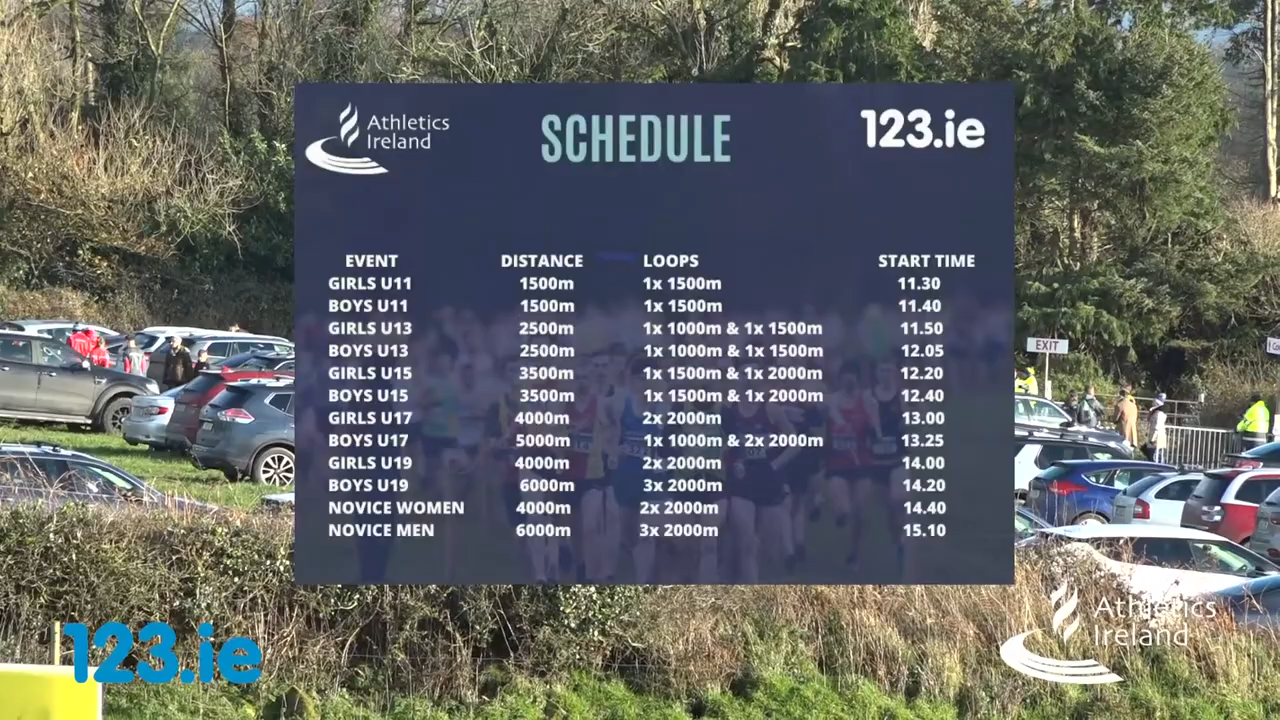 Athletics
Ireland
SCHEDULE
123.ie
EVENT DISTANCE LOOPS START TIME
GIRLS U11 1500m 1x 1500m 11.30
BOYS U11 1500m 1x 1500m 11.40
GIRLS U13 2500m 1x 1000m & 1x 1500m 11.50
BOYS U13 2500m 1x 1000m & 1x 1500m 12.05
GIRLS U15 3500m 1x 1500m & 1x 2000m 12.20
BOYS U15 3500m 1x 1500m & 1x 2000m 12.40
GIRLS U17 4000m 2x 2000m 13.00
BOYS U17 5000m 1x 1000m & 2x 2000m 13.25
GIRLS U19 4000m 2x 2000m 14.00
BOYS U19 6000m 3x 2000m 14.20
NOVICE WOMEN 4000m 2x 2000m 14.40
NOVICE MEN 6000m 3x 2000m 15.10
EXIT
123.ie
Athletics
Ireland